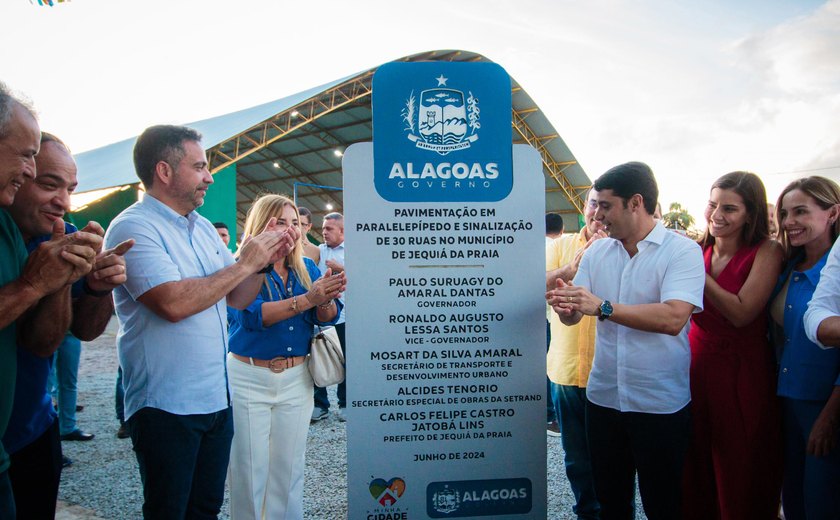 ALAGOAS
GOVERNO
PAVIMENTAÇÃO EM
PARALELEPÍPEDO E SINALIZAÇÃO
DE 30 RUAS NO MUNICÍPIO
DE JEQUIÁ DA PRAIA
PAULO SURUAGY DO
AMARAL DANTAS
GOVERNADOR
RONALDO AUGUSTO
LESSA SANTOS
VICE - GOVERNADOR
MOSART DA SILVA AMARAL
SECRETÁRIO DE TRANSPORTE E
DESENVOLVIMENTO URBANO
ALCIDES TENORIO
SECRETÁRIO ESPECIAL DE OBRAS DA SETRAND
CARLOS FELIPE CASTRO
JATOBÁ LINS
PREFEITO DE JEQUIÁ DA PRAIA
JUNHO DE 2024
MINHA
CIDADE
ALAGOAS